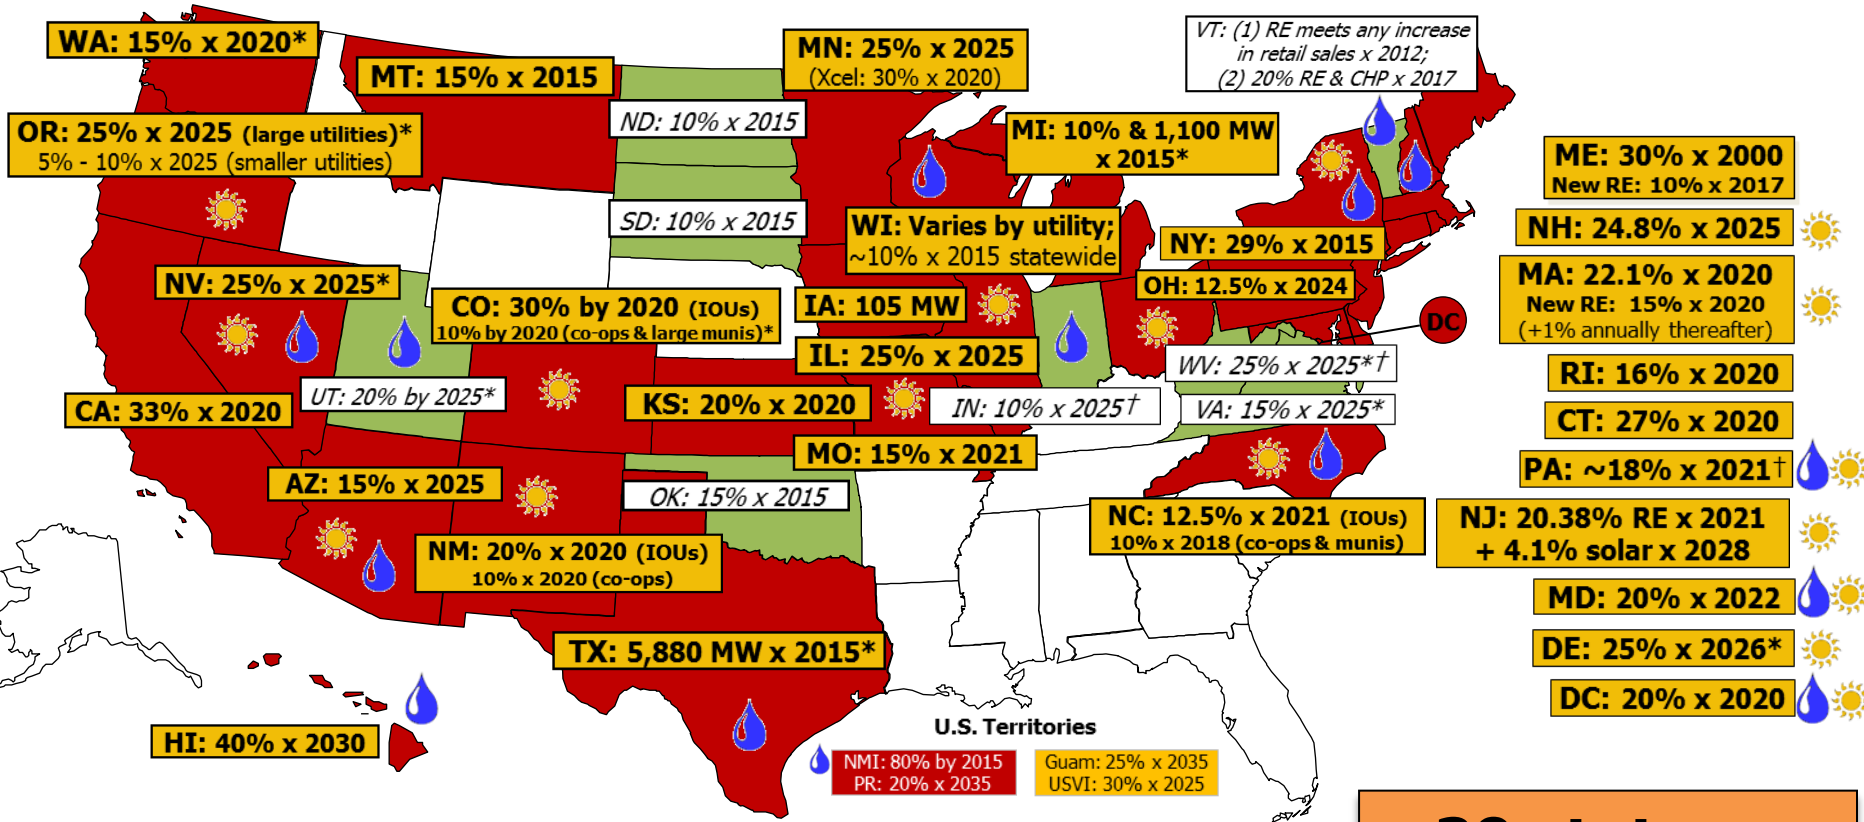 WA: 15% x 2020*
MT: 15% x 2015
MN: 25% x 2025
(Xcel: 30% x 2020)
VT: (1) RE meets any increase
in retail sales x 2012;
(2) 20% RE & CHP x 2017
OR: 25% x 2025 (large utilities)*
5% - 10% x 2025 (smaller utilities)
ND: 10% x 2015
MI: 10% & 1,100 MW
x 2015*
ME: 30% x 2000
New RE: 10% x 2017
SD: 10% x 2015
WI: Varies by utility;
~10% x 2015 statewide
NY: 29% x 2015
NH: 24.8% x 2025
NV: 25% x 2025*
CO: 30% by 2020 (IOUs)
10% by 2020 (co-ops & large munis)*
IA: 105 MW
OH: 12.5% x 2024
MA: 22.1% x 2020
New RE: 15% x 2020
(+1% annually thereafter)
DC
IL: 25% x 2025
WV: 25% x 2025*†
RI: 16% x 2020
UT: 20% by 2025*
CA: 33% x 2020
KS: 20% x 2020
IN: 10% x 2025†
VA: 15% x 2025*
CT: 27% x 2020
MO: 15% x 2021
PA: ~18% x 2021†
AZ: 15% x 2025
OK: 15% x 2015
NC: 12.5% x 2021 (IOUs)
10% x 2018 (co-ops & munis)
NJ: 20.38% RE x 2021
+ 4.1% solar x 2028
NM: 20% x 2020 (IOUs)
10% x 2020 (co-ops)
MD: 20% x 2022
TX: 5,880 MW x 2015*
DE: 25% x 2026*
DC: 20% x 2020
HI: 40% x 2030
U.S. Territories
NMI: 80% by 2015
PR: 20% x 2035
Guam: 25% x 2035
USVI: 30% x 2025